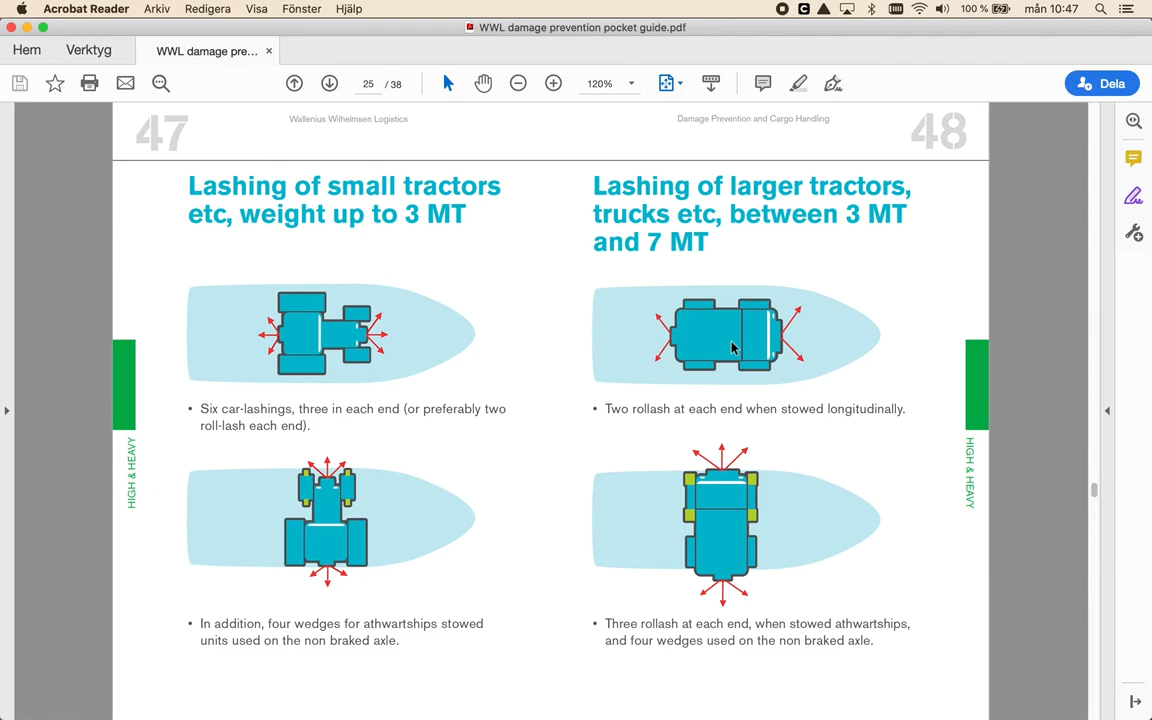 Acrobat Reader Arkiv Redigera Visa Fönster Hjälp 100 % mån 10:47
WWL damage prevention pocket guide.pdf
Hem Verktyg WWL damage pre... ×
25 / 38 120% Dela
47 Wallenius Wilhelmsen Logistics
Damage Prevention and Cargo Handling 48
Lashing of small tractors
etc, weight up to 3 MT
• Six car-lashings, three in each end (or preferably two
roll-lash each end).
• In addition, four wedges for athwartships stowed
units used on the non braked axle.
HIGH & HEAVY
Lashing of larger tractors,
trucks etc, between 3 MT
and 7 MT
• Two rollash at each end when stowed longitudinally.
• Three rollash at each end, when stowed athwartships,
and four wedges used on the non braked axle.
HIGH & HEAVY